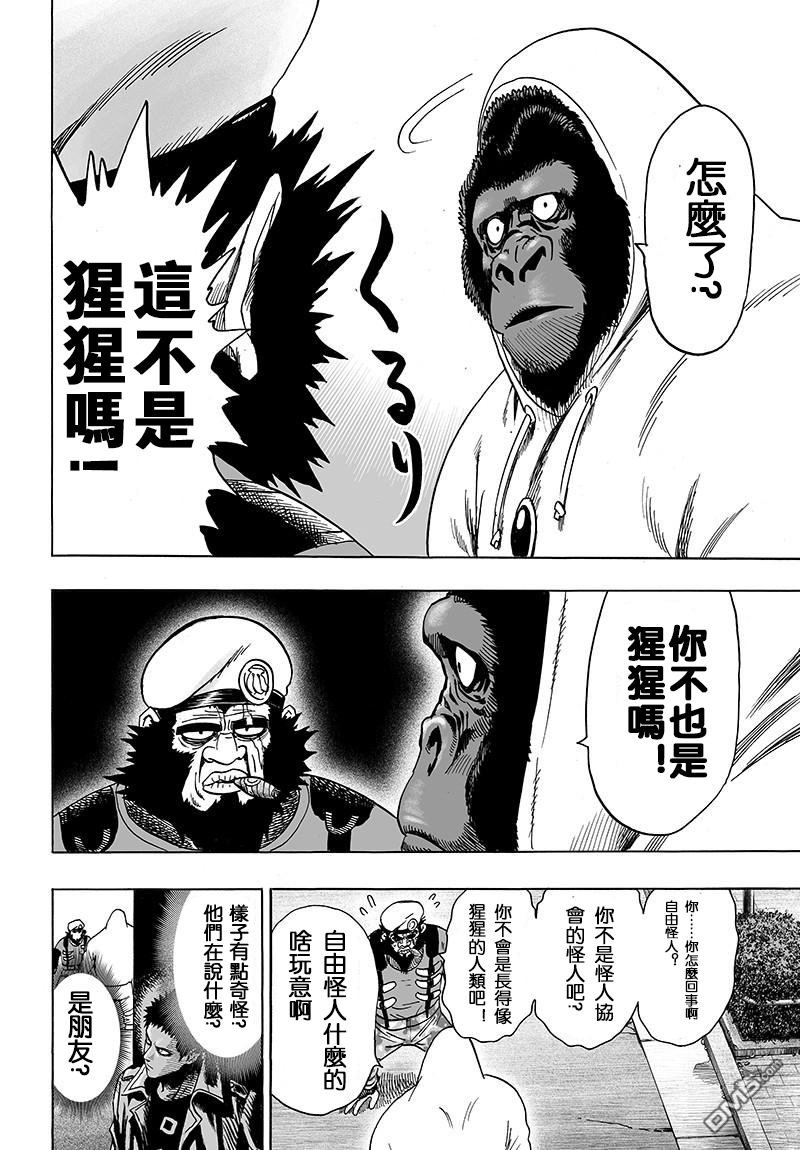 怎麼了?
くるり
這不是
猩猩嗎!
你不也是
猩猩嗎!
你……你怎麼回事啊
自由怪人?
你不是怪人協
會的怪人吧?
你不會是長得像
猩猩的人類吧!
自由怪人什麼的
啥玩意啊
樣子有點奇怪?
他們在說什麼?
是朋友?
DM5.com